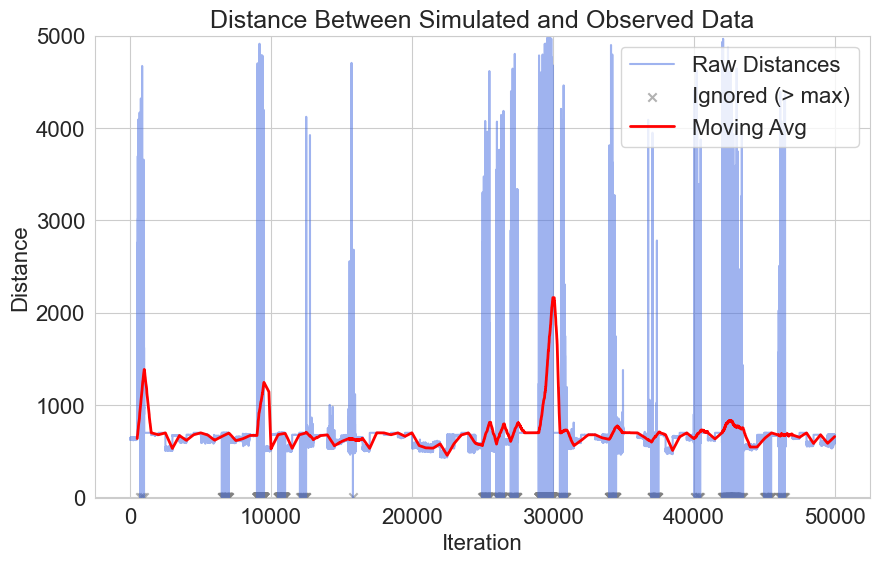 Distance Between Simulated and Observed Data
Raw Distances
Ignored (> max)
Moving Avg
Distance
5000
4000
3000
2000
1000
0
0
10000
20000
30000
40000
50000
Iteration